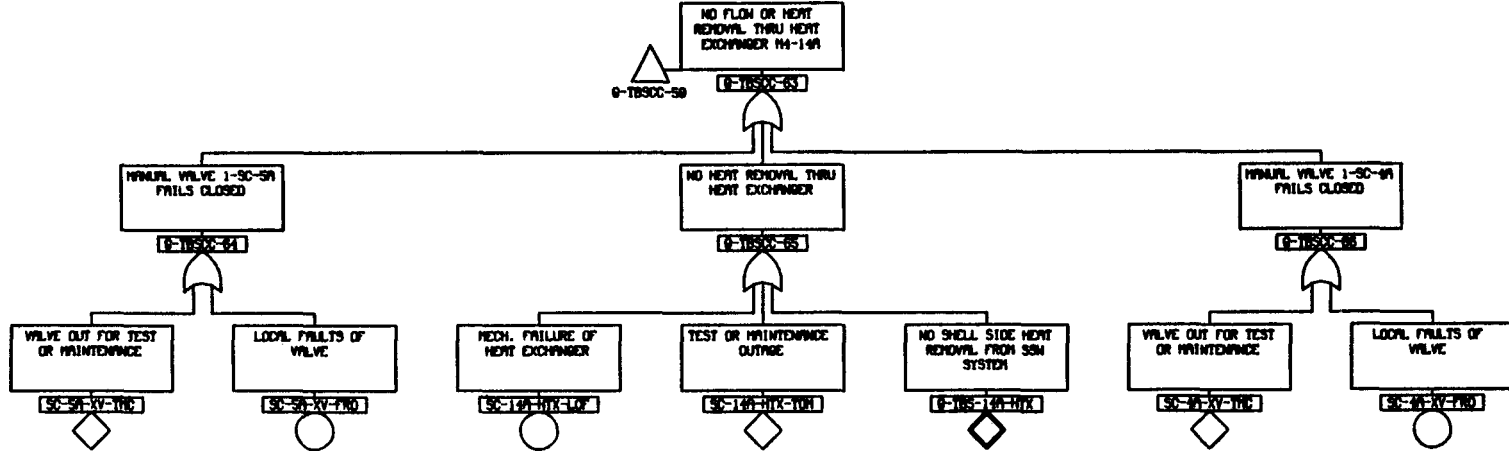 NO FLOW OR HEAT
REMOVAL THRU HEAT
EXCHANGER M4-14A
Q-TBSCC-59
Q-TBSCC-63
MANUAL VALVE 1-SC-5A
FAILS CLOSED
Q-TBSCC-64
NO HEAT REMOVAL THRU
HEAT EXCHANGER
Q-TBSCC-65
MANUAL VALVE 1-SC-4A
FAILS CLOSED
Q-TBSCC-66
VALVE OUT FOR TEST
OR MAINTENANCE
SC-5A-XV-TMC
LOCAL FAULTS OF
VALVE
SC-5A-XV-FRO
MECH. FAILURE OF
HEAT EXCHANGER
SC-14A-HTX-LOF
TEST OR MAINTENANCE
OUTAGE
SC-14A-HTX-TOM
NO SHELL SIDE HEAT
REMOVAL FROM SSW
SYSTEM
Q-TBS-14A-HTX
VALVE OUT FOR TEST
OR MAINTENANCE
SC-4A-XV-TMC
LOCAL FAULTS OF
VALVE
SC-4A-XV-FRO